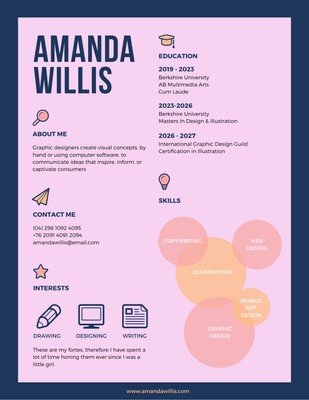 AMANDA
WILLIS
ABOUT ME
Graphic designers create visual concepts, by
hand or using computer software, to
communicate ideas that inspire, inform, or
captivate consumers
CONTACT ME
(04) 298 1092 4095
+76 2091 4091 2094
amandawillis@email.com
INTERESTS
DRAWING
DESIGNING
WRITING
These are my fortes, therefore I have spent a
lot of time honing them ever since I was a
little girl.
EDUCATION
2019 - 2023
Berkshire University
AB Multimedia Arts
Cum Laude
2023-2026
Berkshire University
Masters in Design & Illustration
2026 - 2027
International Graphic Design Guild
Certification in Illustration
SKILLS
COPYWRITING
WEB
DESIGN
ILLUSTRATION
MOBILE
APP
DESIGN
GRAPHIC
DESIGN
www.amandawillis.com